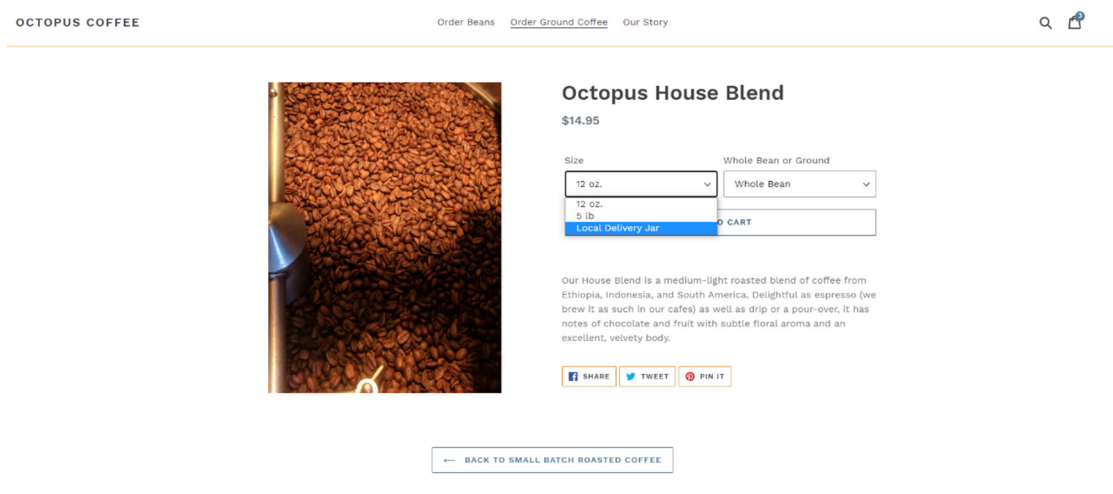 OCTOPUS COFFEE
Order Beans Order Ground Coffee Our Story
3
Octopus House Blend
$14.95
Size Whole Bean or Ground
12 oz. Whole Bean
12 oz.
5 lb
Local Delivery Jar
O CART
Our House Blend is a medium-light roasted blend of coffee from
Ethiopia, Indonesia, and South America. Delightful as espresso (we
brew it as such in our cafes) as well as drip or a pour-over, it has
notes of chocolate and fruit with subtle floral aroma and an
excellent, velvety body.
SHARE TWEET PIN IT
BACK TO SMALL BATCH ROASTED COFFEE